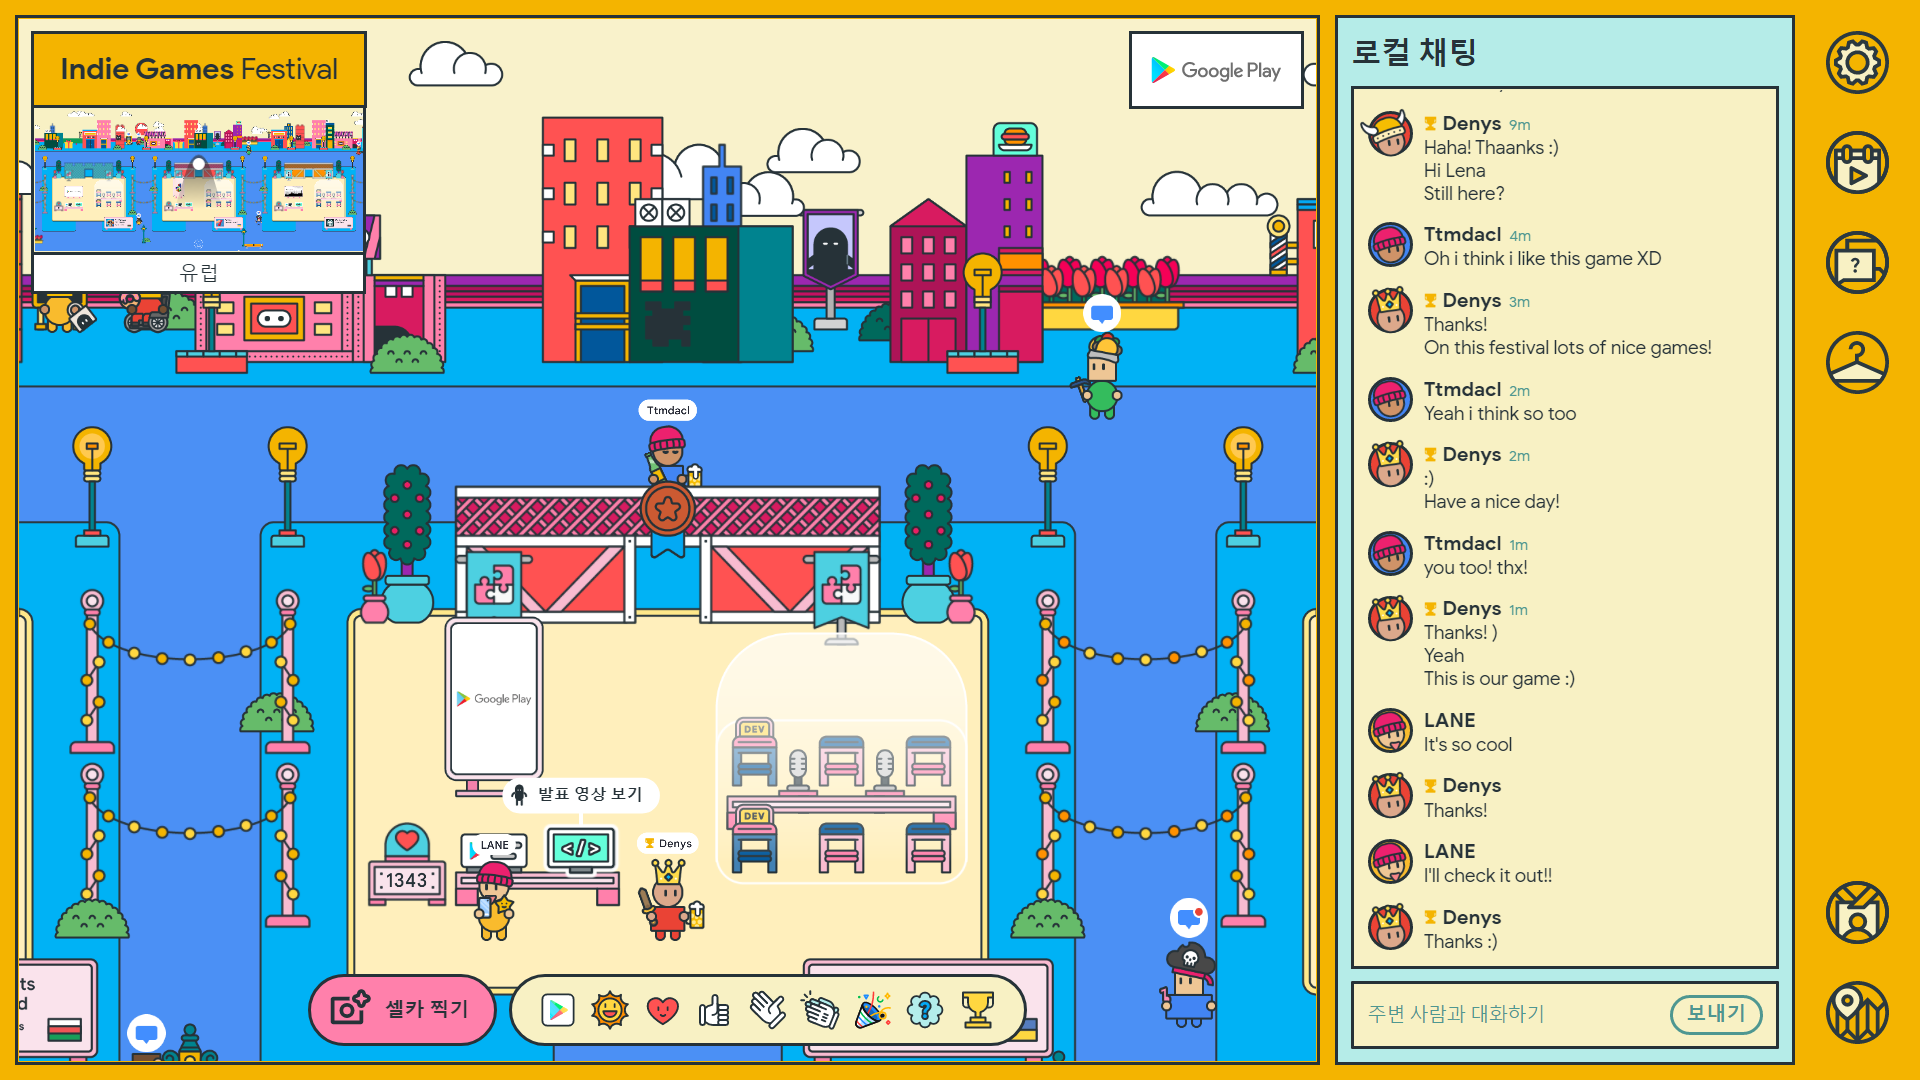 Indie Games Festival
유럽
Google Play
Ttmdacl
Google Play
DEV
DEV
발표 영상 보기
LANE
</>
Denys
1343
ts
d
s
셀카 찍기
?
로컬 채팅
Denys 9m
Haha! Thaanks :)
Hi Lena
Still here?
Ttmdacl 4m
Oh i think i like this game XD
Denys 3m
Thanks!
On this festival lots of nice games!
Ttmdacl 2m
Yeah i think so too
Denys 2m
:)
Have a nice day!
Ttmdacl 1m
you too! thx!
Denys 1m
Thanks! )
Yeah
This is our game :)
LANE
It's so cool
Denys
Thanks!
LANE
I'll check it out!!
Denys
Thanks :)
주변 사람과 대화하기
보내기
?